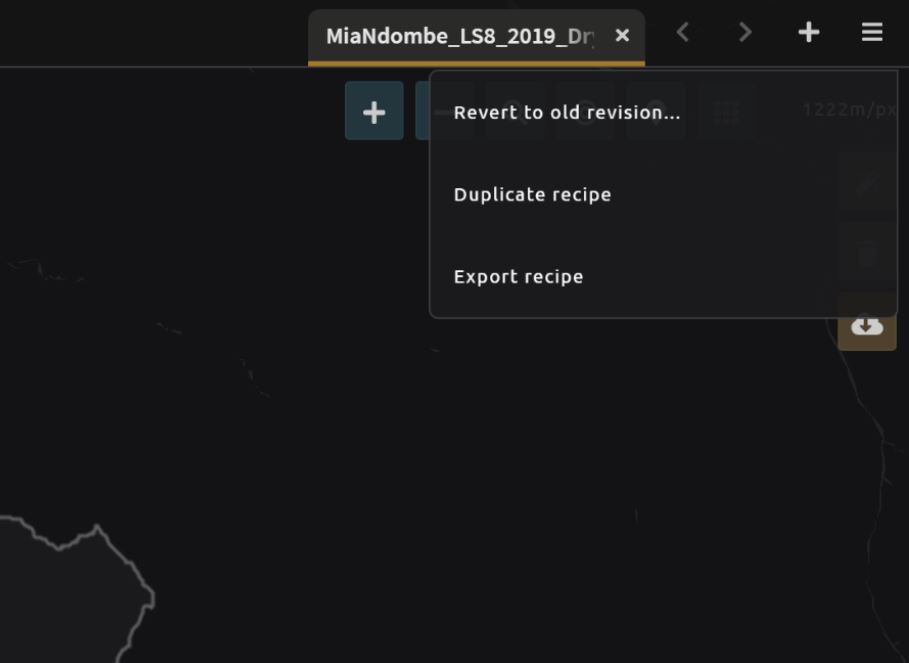 MiaNdombe_LS8_2019_Dr
Revert to old revision...
1222m/px
Duplicate recipe
Export recipe